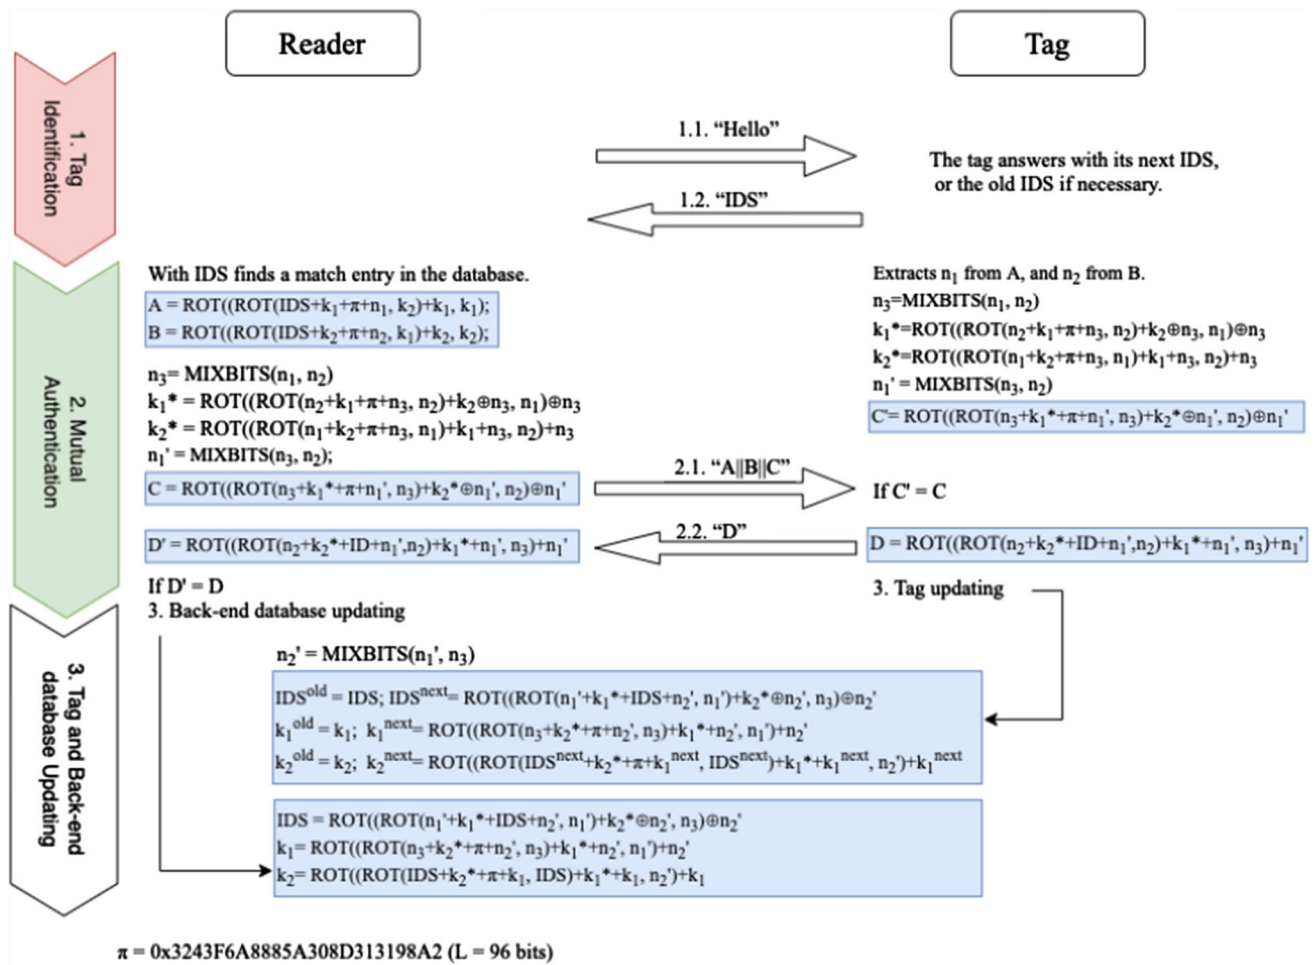 Reader
Tag
1. Tag
Identification
1.1. “Hello”
The tag answers with its next IDS,
or the old IDS if necessary.
1.2. “IDS”
2. Mutual
Authentication
With IDS finds a match entry in the database.
A = ROT((ROT(IDS+k₁+π+n₁, k₂)+k₁, k₁);
B = ROT((ROT(IDS+k₂+π+n₂, k₁)+k₂, k₂);
n₃= MIXBITS(n₁, n₂)
k₁* = ROT((ROT(n₂+k₁+π+n₃, n₂)+k₂⊕n₃, n₁)⊕n₃
k₂* = ROT((ROT(n₁+k₂+π+n₃, n₁)+k₁+n₃, n₂)+n₃
n₁' = MIXBITS(n₃, n₂);
C = ROT((ROT(n₃+k₁*+π+n₁', n₃)+k₂*⊕n₁', n₂)⊕n₁'
Extracts n₁ from A, and n₂ from B.
n₃=MIXBITS(n₁, n₂)
k₁*=ROT((ROT(n₂+k₁+π+n₃, n₂)+k₂⊕n₃, n₁)⊕n₃
k₂*=ROT((ROT(n₁+k₂+π+n₃, n₁)+k₁+n₃, n₂)+n₃
n₁' = MIXBITS(n₃, n₂)
C'= ROT((ROT(n₃+k₁*+π+n₁', n₃)+k₂*⊕n₁', n₂)⊕n₁'
2.1. “A||B||C”
If C' = C
D' = ROT((ROT(n₂+k₂*+ID+n₁',n₂)+k₁*+n₁', n₃)+n₁'
2.2. “D”
D = ROT((ROT(n₂+k₂*+ID+n₁',n₂)+k₁*+n₁', n₃)+n₁'
If D' = D
3. Back-end database updating
3. Tag updating
3. Tag and Back-end
database Updating
n₂' = MIXBITS(n₁', n₃)
IDSᵒˡᵈ = IDS; IDSⁿᵉˣᵗ= ROT((ROT(n₁'+k₁*+IDS+n₂', n₁')+k₂*⊕n₂', n₃)⊕n₂'
k₁ᵒˡᵈ = k₁; k₁ⁿᵉˣᵗ= ROT((ROT(n₃+k₂*+π+n₂', n₃)+k₁*+n₂', n₁')+n₂'
k₂ᵒˡᵈ = k₂; k₂ⁿᵉˣᵗ= ROT((ROT(IDSⁿᵉˣᵗ+k₂*+π+k₁ⁿᵉˣᵗ, IDSⁿᵉˣᵗ)+k₁*+k₁ⁿᵉˣᵗ, n₂')+k₁ⁿᵉˣᵗ
IDS = ROT((ROT(n₁'+k₁*+IDS+n₂', n₁')+k₂*⊕n₂', n₃)⊕n₂'
k₁= ROT((ROT(n₃+k₂*+π+n₂', n₃)+k₁*+n₂', n₁')+n₂'
k₂= ROT((ROT(IDS+k₂*+π+k₁, IDS)+k₁*+k₁, n₂')+k₁
π = 0x3243F6A8885A308D313198A2 (L = 96 bits)